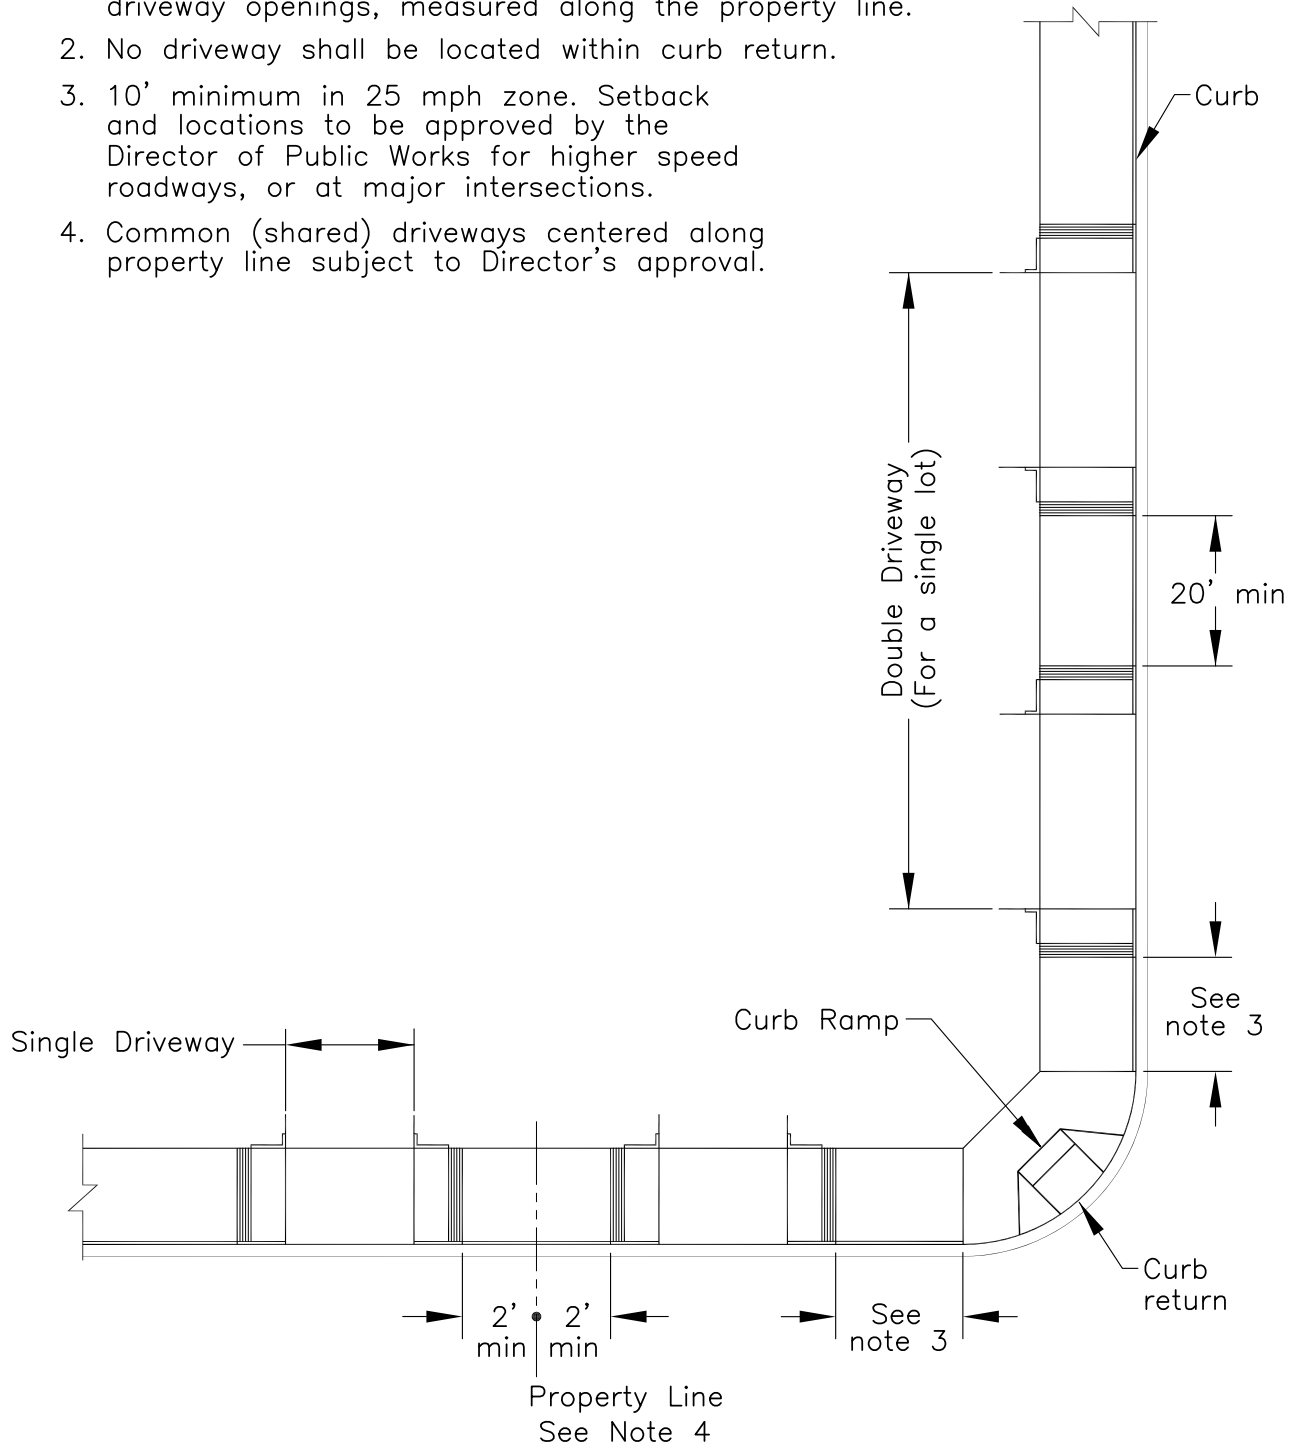 driveway openings, measured along the property line.
2. No driveway shall be located within curb return.
3. 10' minimum in 25 mph zone. Setback
and locations to be approved by the
Director of Public Works for higher speed
roadways, or at major intersections.
4. Common (shared) driveways centered along
property line subject to Director's approval.
Curb
Double Driveway
(For a single lot)
20' min
See
note 3
Curb Ramp
Single Driveway
Curb
return
2'
min
2'
min
See
note 3
Property Line
See Note 4